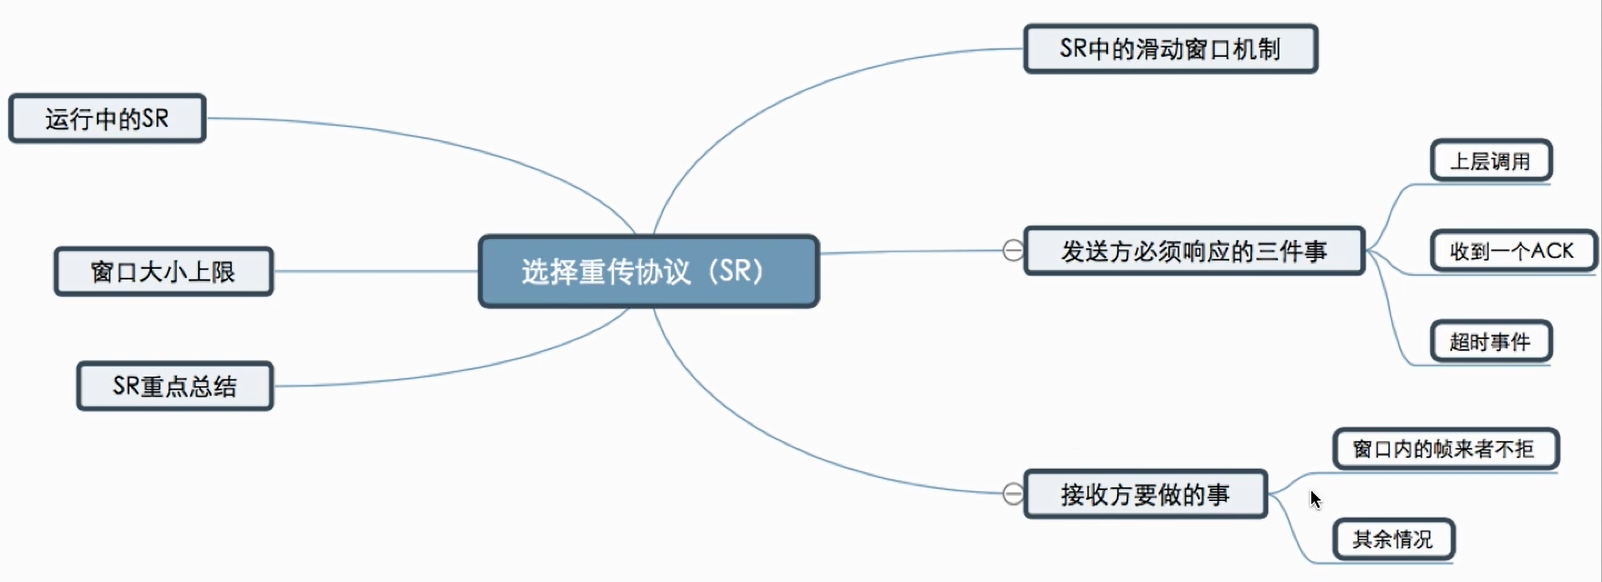 选择重传协议（SR）
SR中的滑动窗口机制
发送方必须响应的三件事
上层调用
收到一个ACK
超时事件
接收方要做的事
窗口内的帧来者不拒
其余情况
运行中的SR
窗口大小上限
SR重点总结